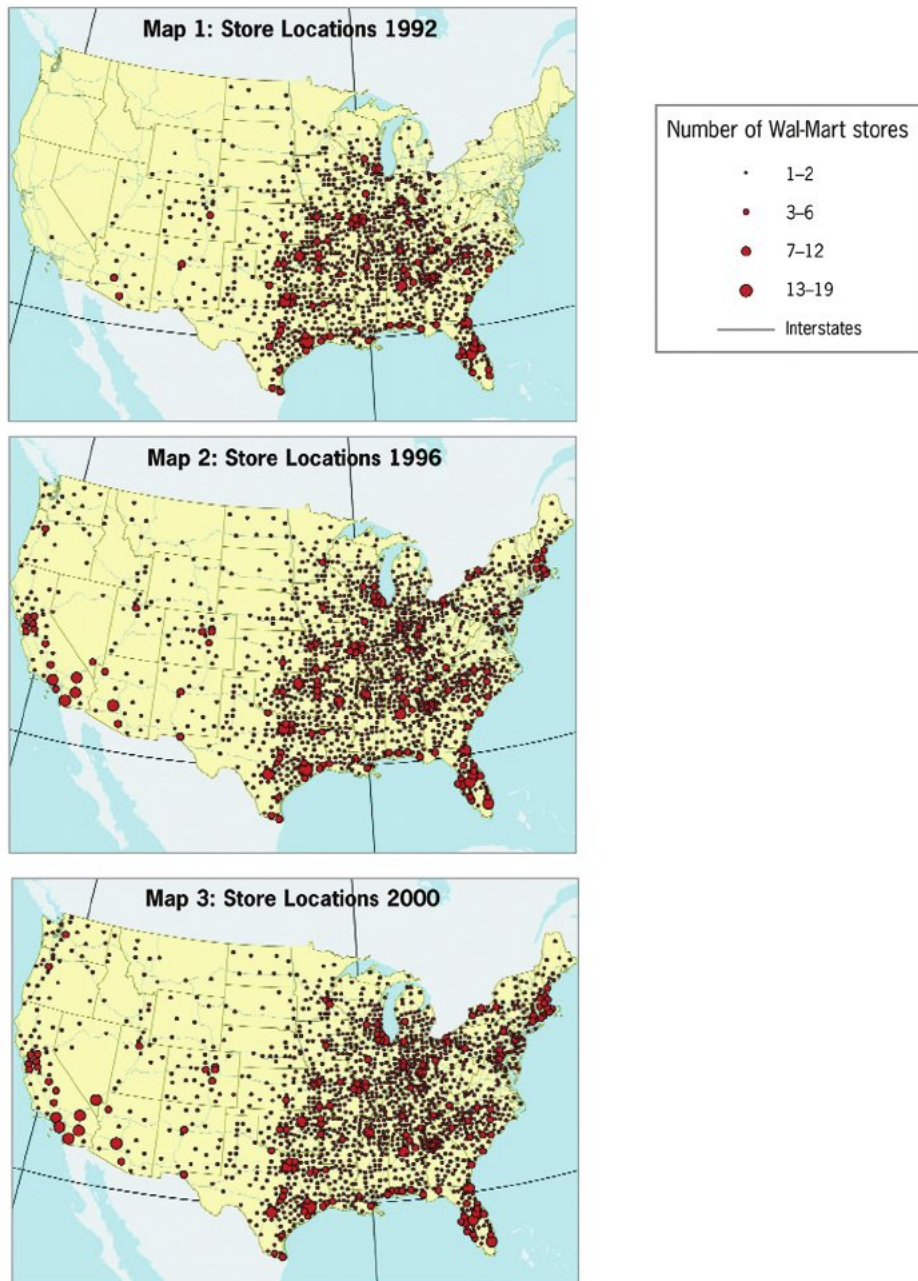 Map 1: Store Locations 1992
Number of Wal-Mart stores
1–2
3–6
7–12
13–19
Interstates
Map 2: Store Locations 1996
Map 3: Store Locations 2000